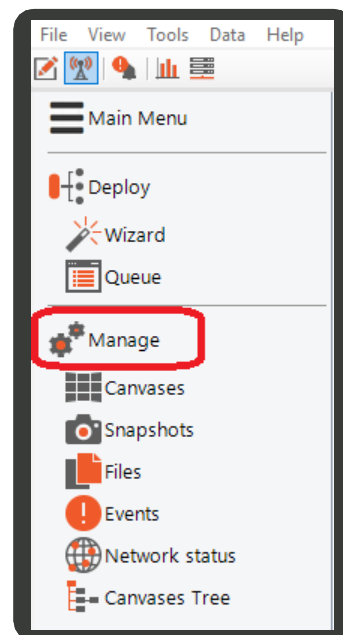 File View Tools Data Help
Main Menu
Deploy
Wizard
Queue
Manage
Canvases
Snapshots
Files
Events
Network status
Canvases Tree